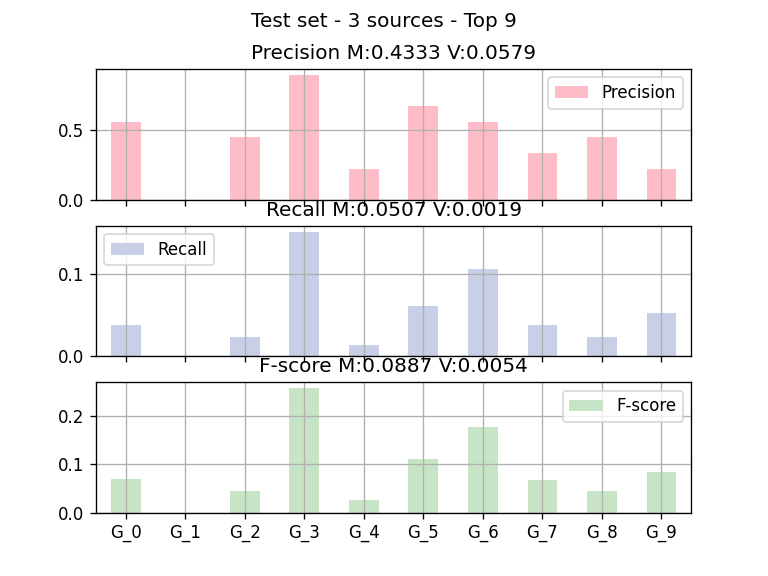 Test set - 3 sources - Top 9
Precision M:0.4333 V:0.0579
Precision
0.5
0.0
Recall M:0.0507 V:0.0019
Recall
0.1
0.0
F-score M:0.0887 V:0.0054
F-score
0.2
0.1
0.0
G_0 G_1 G_2 G_3 G_4 G_5 G_6 G_7 G_8 G_9